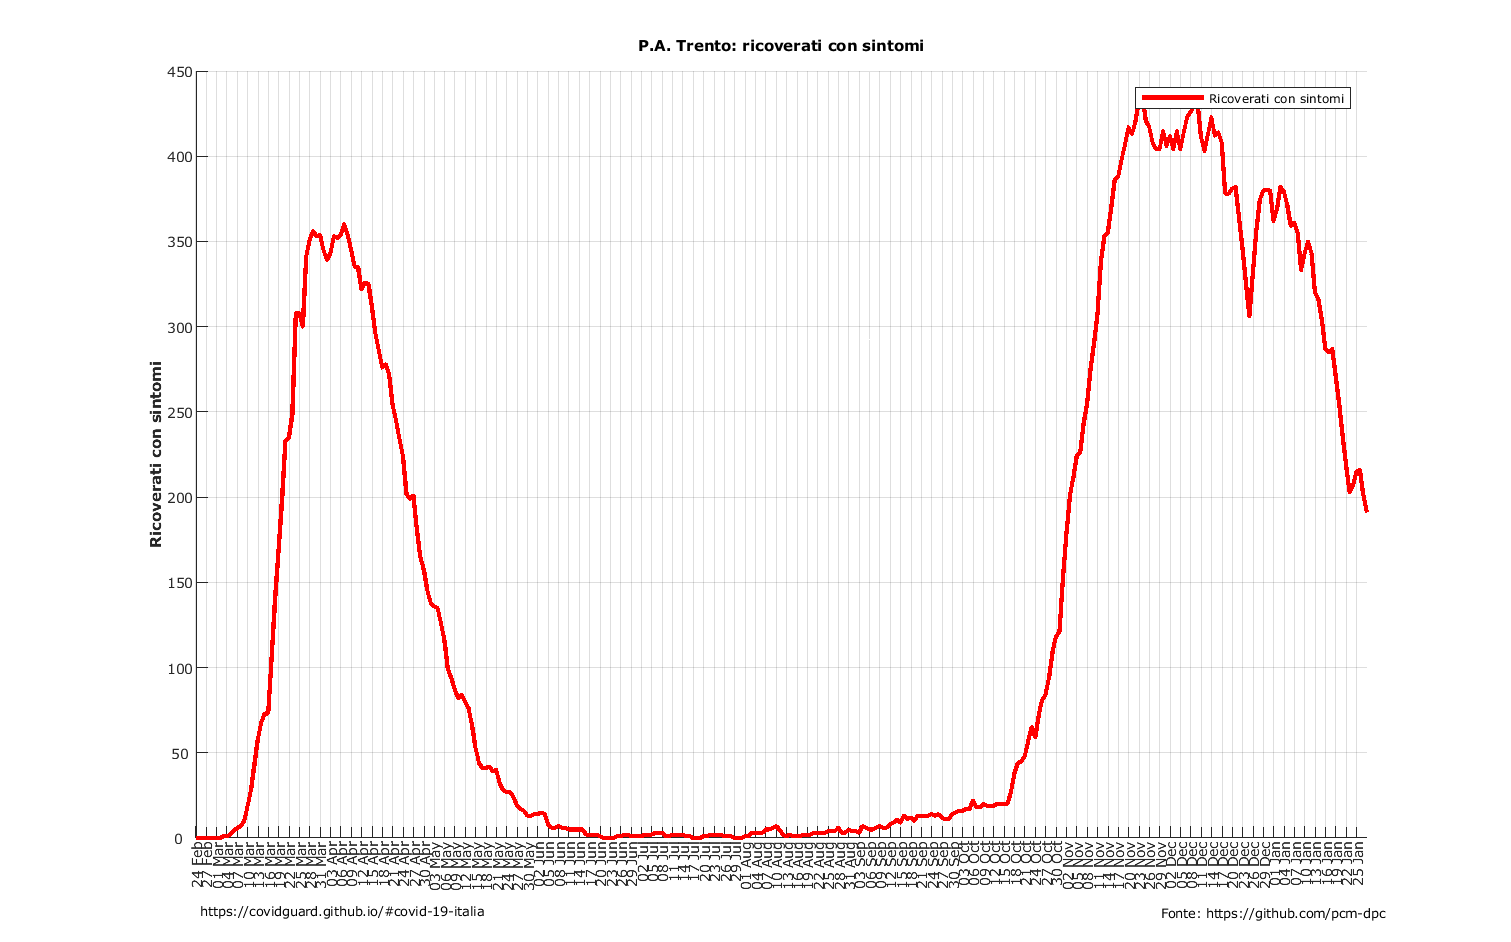 P.A. Trento: ricoverati con sintomi
Ricoverati con sintomi
450
400
350
300
250
200
150
100
50
0
Ricoverati con sintomi
24 Feb
27 Feb
01 Mar
04 Mar
07 Mar
10 Mar
13 Mar
16 Mar
19 Mar
22 Mar
25 Mar
28 Mar
31 Mar
03 Apr
06 Apr
09 Apr
12 Apr
15 Apr
18 Apr
21 Apr
24 Apr
27 Apr
30 Apr
03 May
06 May
09 May
12 May
15 May
18 May
21 May
24 May
27 May
30 May
02 Jun
05 Jun
08 Jun
11 Jun
14 Jun
17 Jun
20 Jun
23 Jun
26 Jun
29 Jun
02 Jul
05 Jul
08 Jul
11 Jul
14 Jul
17 Jul
20 Jul
23 Jul
26 Jul
29 Jul
01 Aug
04 Aug
07 Aug
10 Aug
13 Aug
16 Aug
19 Aug
22 Aug
25 Aug
28 Aug
31 Aug
03 Sep
06 Sep
09 Sep
12 Sep
15 Sep
18 Sep
21 Sep
24 Sep
27 Sep
30 Sep
03 Oct
06 Oct
09 Oct
12 Oct
15 Oct
18 Oct
21 Oct
24 Oct
27 Oct
30 Oct
02 Nov
05 Nov
08 Nov
11 Nov
14 Nov
17 Nov
20 Nov
23 Nov
26 Nov
29 Nov
02 Dec
05 Dec
08 Dec
11 Dec
14 Dec
17 Dec
20 Dec
23 Dec
26 Dec
29 Dec
01 Jan
04 Jan
07 Jan
10 Jan
13 Jan
16 Jan
19 Jan
22 Jan
25 Jan
https://covidguard.github.io/#covid-19-italia
Fonte: https://github.com/pcm-dpc